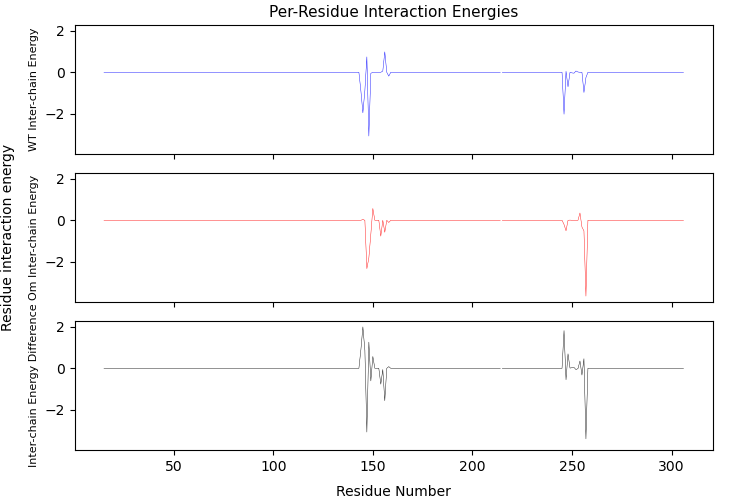 Per-Residue Interaction Energies
Residue interaction energy
WT Inter-chain Energy
2
0
−2
Om Inter-chain Energy
2
0
−2
Inter-chain Energy Difference
2
0
−2
50
100
150
200
250
300
Residue Number